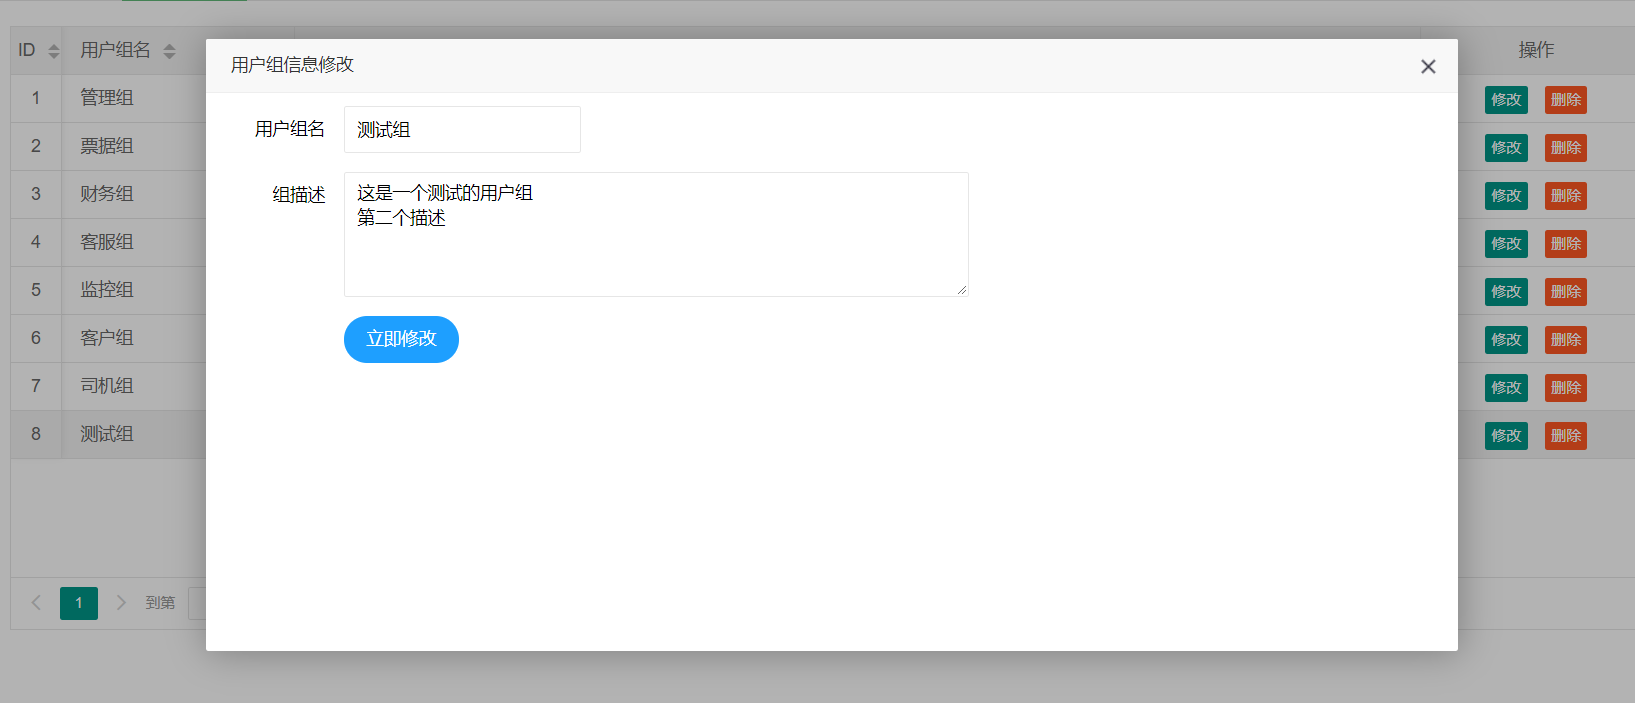 ID 用户组名 操作
用户组信息修改
用户组名 测试组
组描述 这是一个测试的用户组
第二个描述
立即修改
1 管理组 修改 删除
2 票据组 修改 删除
3 财务组 修改 删除
4 客服组 修改 删除
5 监控组 修改 删除
6 客户组 修改 删除
7 司机组 修改 删除
8 测试组 修改 删除
1 到第